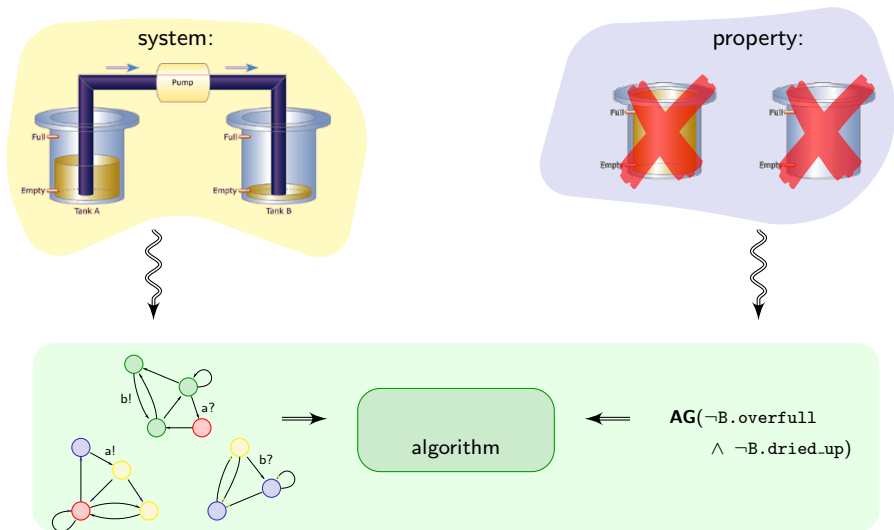 system:
property:
Pump
Full
Full
Full
Full
Empty
Empty
Empty
Empty
Tank A
Tank B
b!
a?
a!
b?
algorithm
AG(¬B.overfull
∧ ¬B.dried_up)